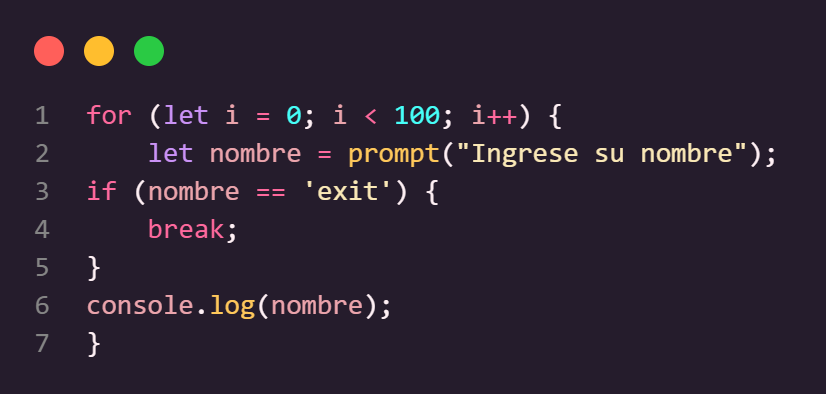 1 for (let i = 0; i < 100; i++) {
2     let nombre = prompt("Ingrese su nombre");
3 if (nombre == 'exit') {
4     break;
5 }
6 console.log(nombre);
7 }